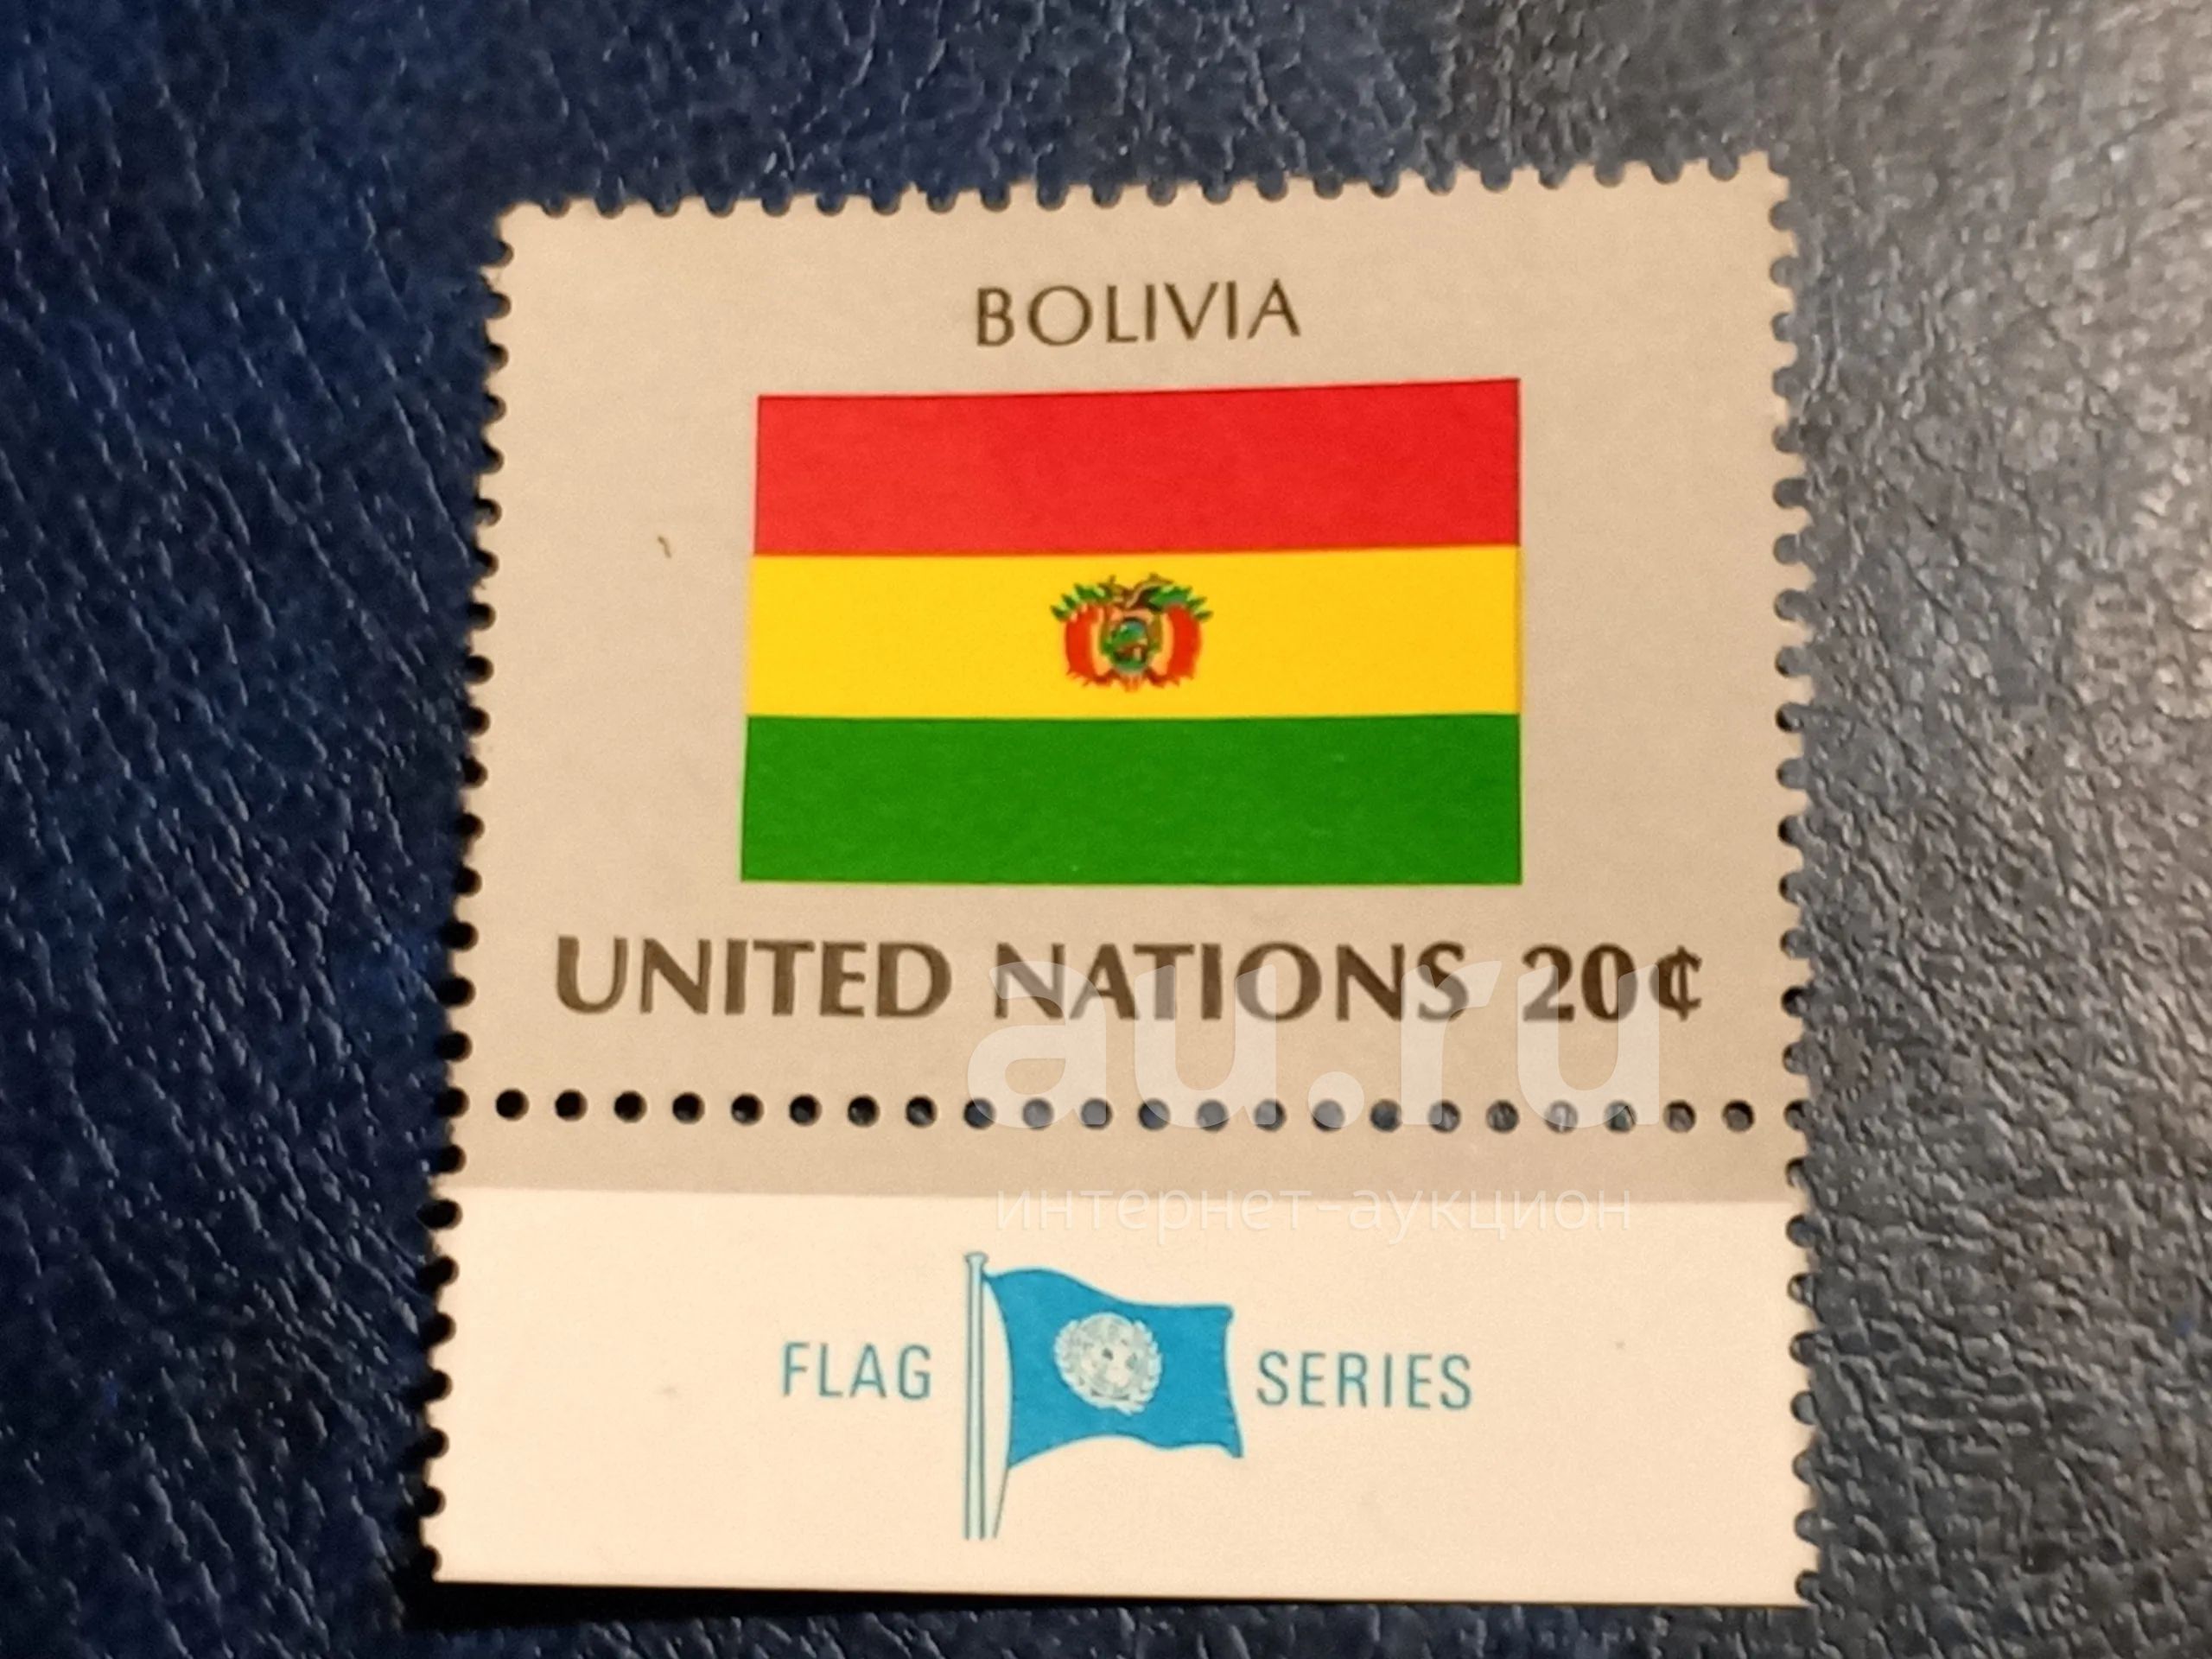 BOLIVIA
UNITED NATIONS 20¢
au.ru
интернет-аукцион
FLAG SERIES